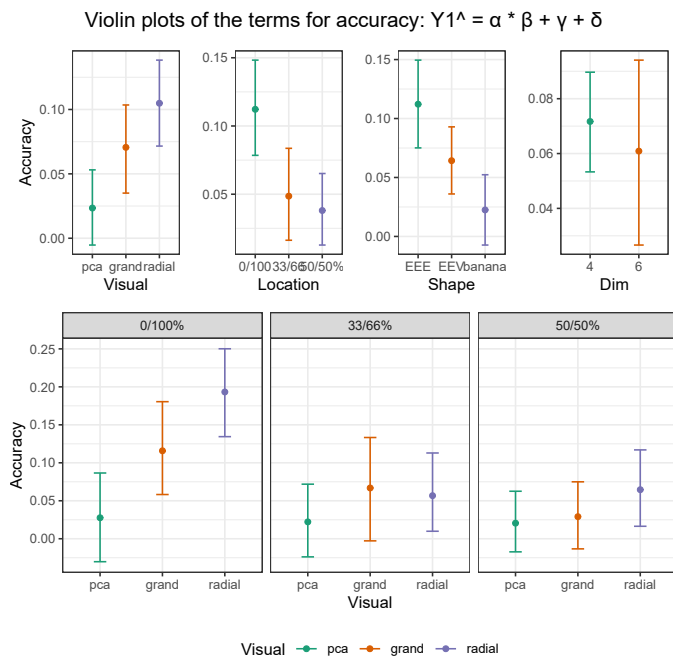 Violin plots of the terms for accuracy: Y1^ = α * β + γ + δ
Accuracy
0.10
0.05
0.00
pca grand radial
Visual
0.15
0.10
0.05
0/100 33/66 50/50%
Location
0.15
0.10
0.05
0.00
EEE EEV banana
Shape
0.08
0.06
0.04
4 6
Dim
0/100% 33/66% 50/50%
Accuracy
0.25
0.20
0.15
0.10
0.05
0.00
pca grand radial pca grand radial pca grand radial
Visual
Visual pca grand radial